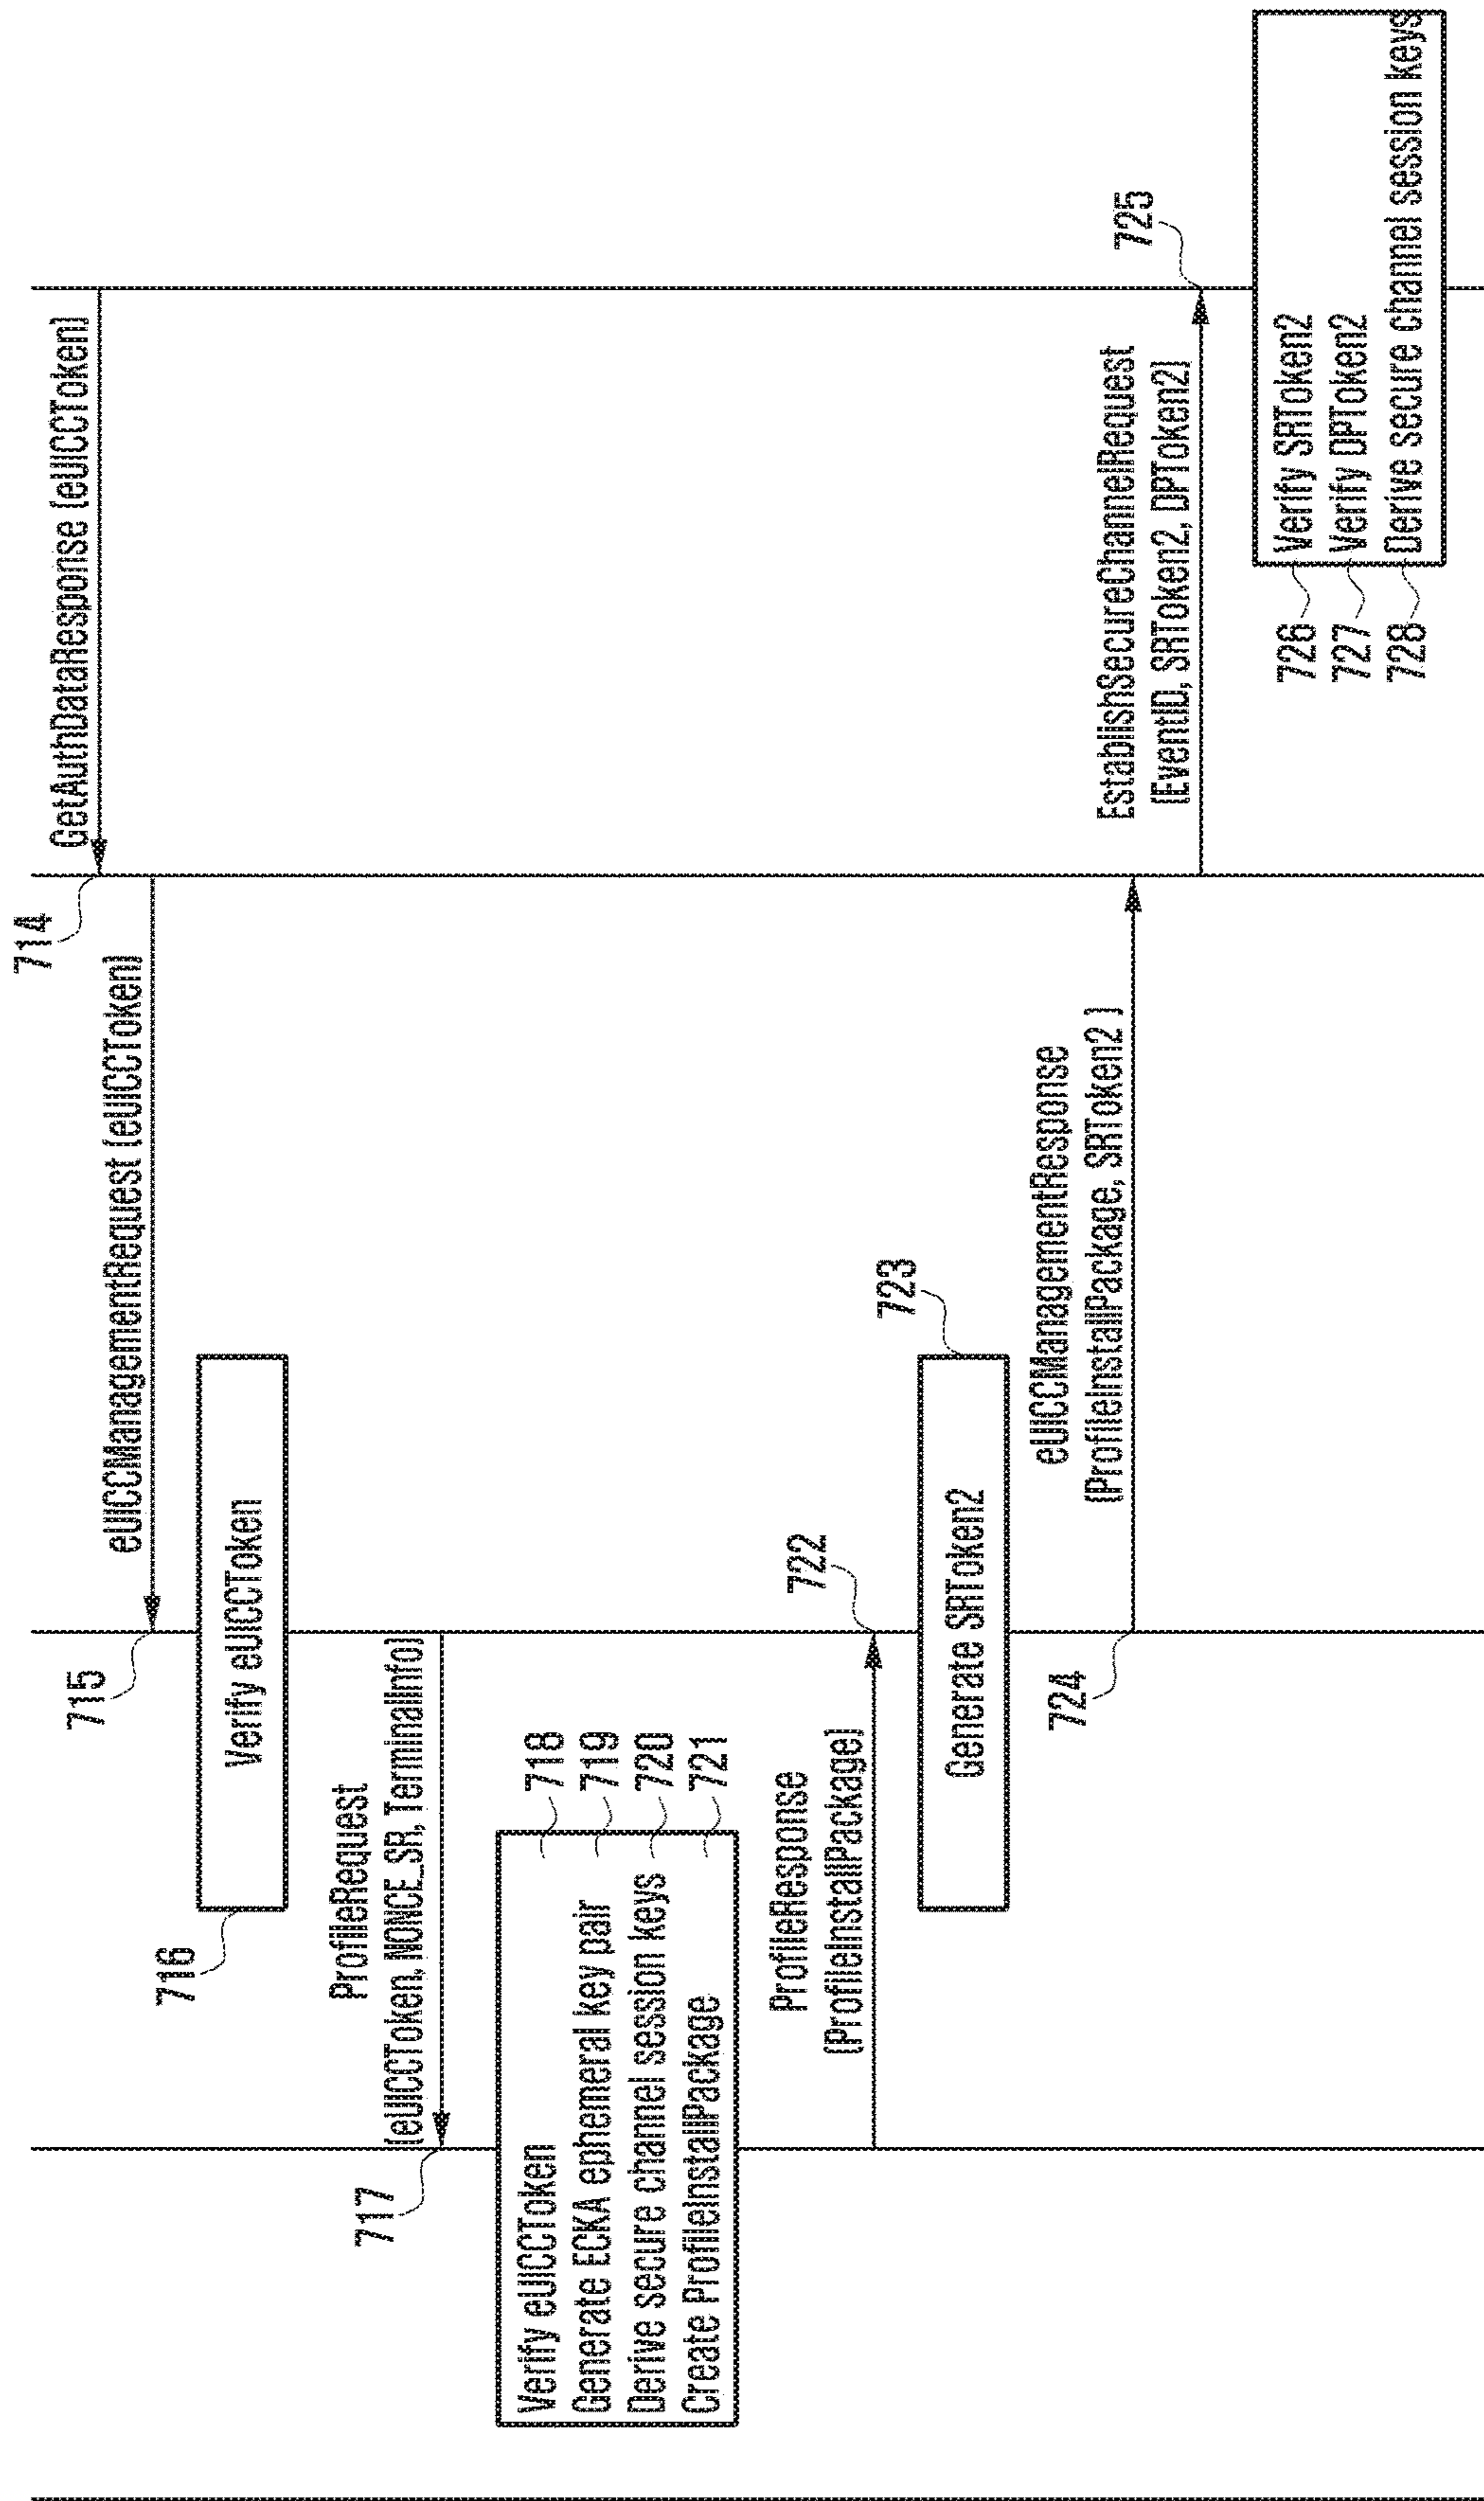 GetAuthDataResponse (eUICCToken)
714
eUICCManagementRequest (eUICCToken)
715
Verify eUICCToken
716
ProfileRequest
(eUICCToken, NONCE_SR, TerminalInfo)
717
Verify eUICCToken 718
Generate ECKA ephemeral key pair 719
Derive secure channel session keys 720
Create ProfileInstallPackage 721
ProfileResponse
(ProfileInstallPackage)
722
Generate SRToken2
723
eUICCManagementResponse
(ProfileInstallPackage, SRToken2 )
724
EstablishSecureChannelRequest
(EventID, SRToken2, DPToken2)
725
726 Verify SRToken2
727 Verify DPToken2
728 Derive secure channel session keys